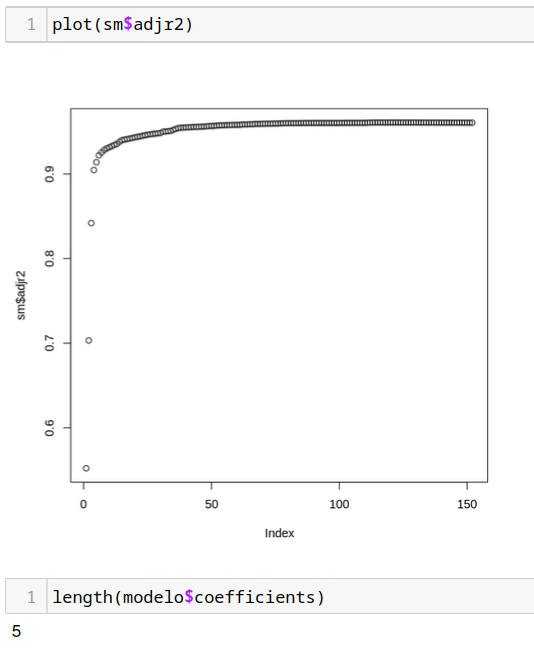 1 plot(sm$adjr2)
0.9
0.8
0.7
0.6
sm$adjr2
0 50 100 150
Index
1 length(modelo$coefficients)
5